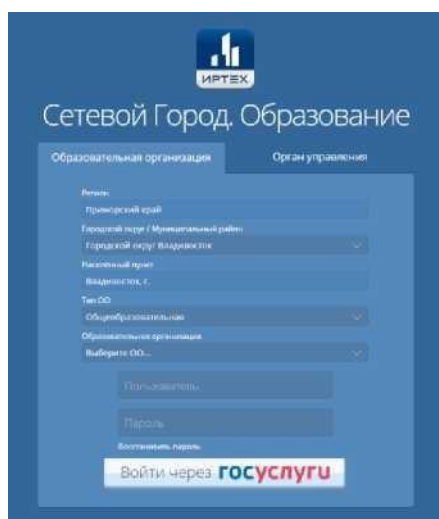 ИРТЕХ
Сетевой Город. Образование
Образовательная организация
Орган управления
Регион
Приморский край
Городской округ / Муниципальный район
Городской округ Владивосток
Населённый пункт
Владивосток, г.
Тип ОО
Общеобразовательная
Образовательная организация
Выберите ОО...
Пользователь
Пароль
Восстановить пароль
Войти через госуслуги